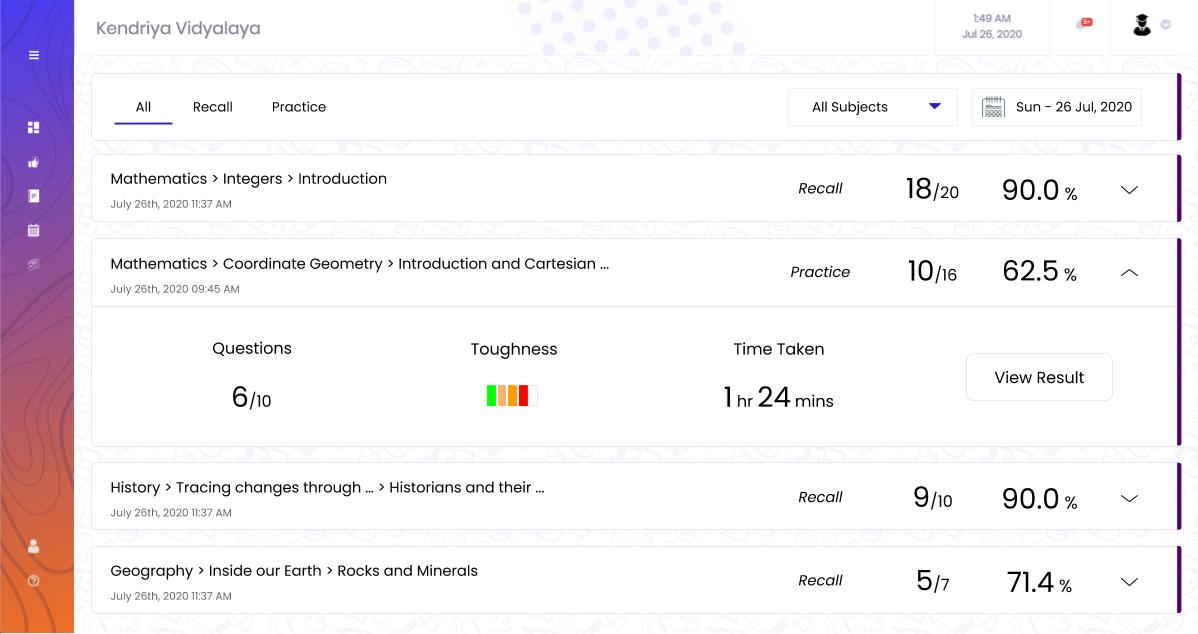 Kendriya Vidyalaya
1:49 AM
Jul 26, 2020
5+
All Recall Practice
All Subjects
Sun - 26 Jul, 2020
Mathematics > Integers > Introduction
July 26th, 2020 11:37 AM
Recall 18/20 90.0 %
Mathematics > Coordinate Geometry > Introduction and Cartesian ...
July 26th, 2020 09:45 AM
Practice 10/16 62.5 %
Questions Toughness Time Taken
6/10 1 hr 24 mins
View Result
History > Tracing changes through ... > Historians and their ...
July 26th, 2020 11:37 AM
Recall 9/10 90.0 %
Geography > Inside our Earth > Rocks and Minerals
July 26th, 2020 11:37 AM
Recall 5/7 71.4 %